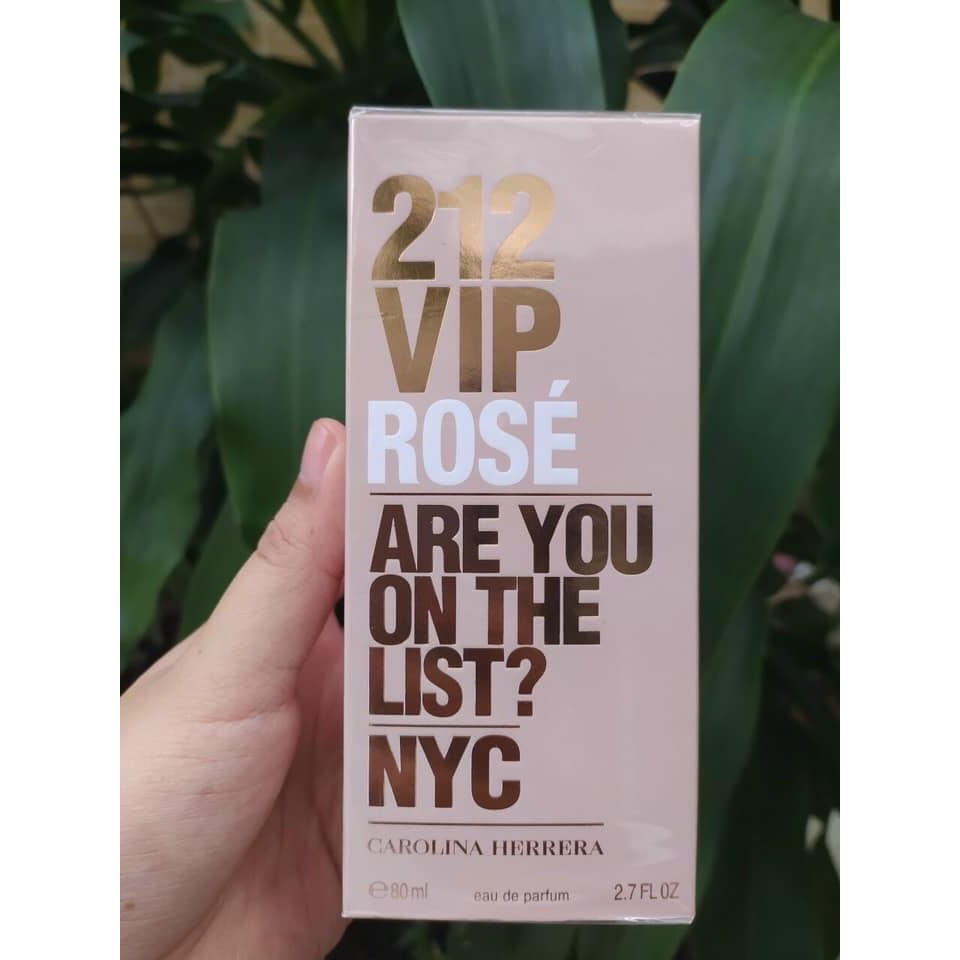 212
VIP
ROSÉ
ARE YOU
ON THE
LIST?
NYC
CAROLINA HERRERA
℮80ml eau de parfum 2.7 FL OZ